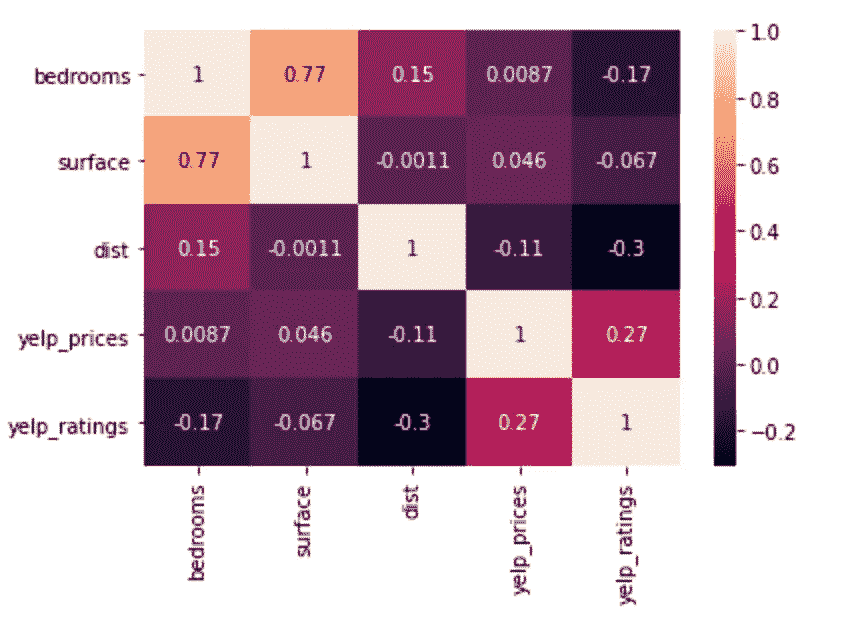 bedrooms 1 0.77 0.15 0.0087 -0.17
surface 0.77 1 -0.0011 0.046 -0.067
dist 0.15 -0.0011 1 -0.11 -0.3
yelp_prices 0.0087 0.046 -0.11 1 0.27
yelp_ratings -0.17 -0.067 -0.3 0.27 1
bedrooms surface dist yelp_prices yelp_ratings
1.0
0.8
0.6
0.4
0.2
0.0
−0.2